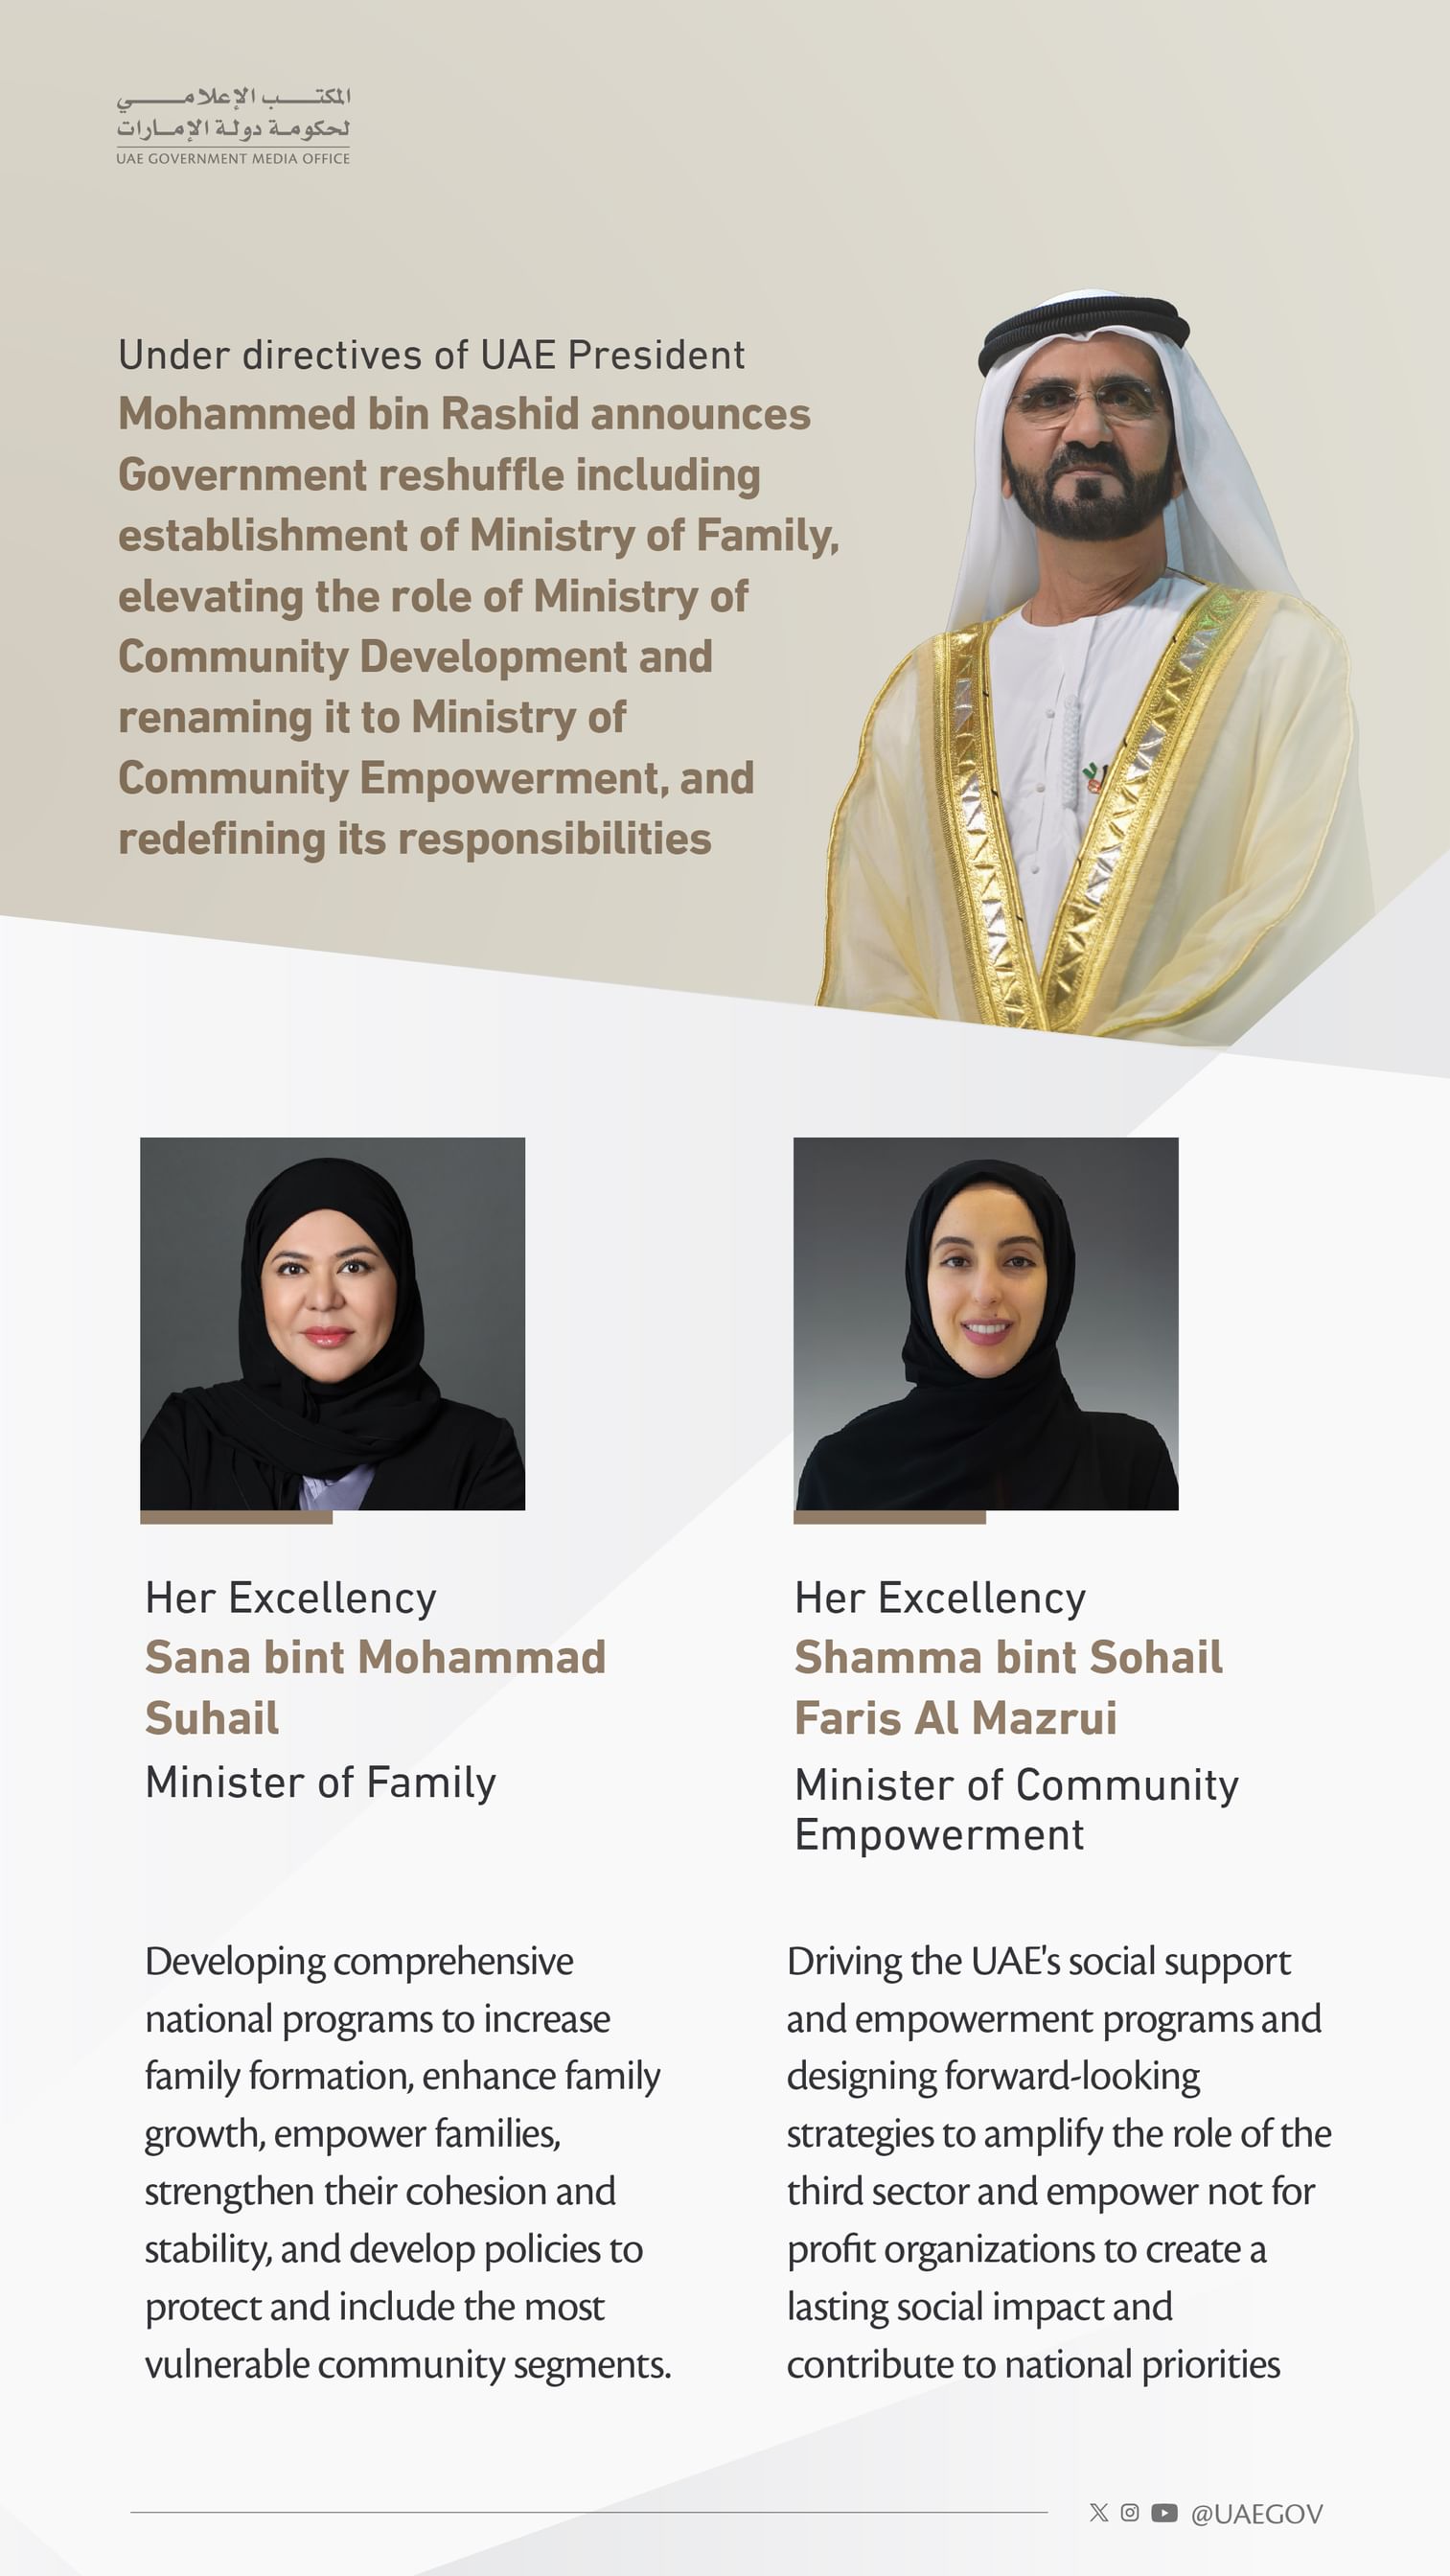 المكتب الإعلامي
لحكومة دولة الإمارات
UAE GOVERNMENT MEDIA OFFICE
Under directives of UAE President
Mohammed bin Rashid announces
Government reshuffle including
establishment of Ministry of Family,
elevating the role of Ministry of
Community Development and
renaming it to Ministry of
Community Empowerment, and
redefining its responsibilities
Her Excellency
Sana bint Mohammad
Suhail
Minister of Family
Developing comprehensive
national programs to increase
family formation, enhance family
growth, empower families,
strengthen their cohesion and
stability, and develop policies to
protect and include the most
vulnerable community segments.
Her Excellency
Shamma bint Sohail
Faris Al Mazrui
Minister of Community
Empowerment
Driving the UAE's social support
and empowerment programs and
designing forward-looking
strategies to amplify the role of the
third sector and empower not for
profit organizations to create a
lasting social impact and
contribute to national priorities
@UAEGOV